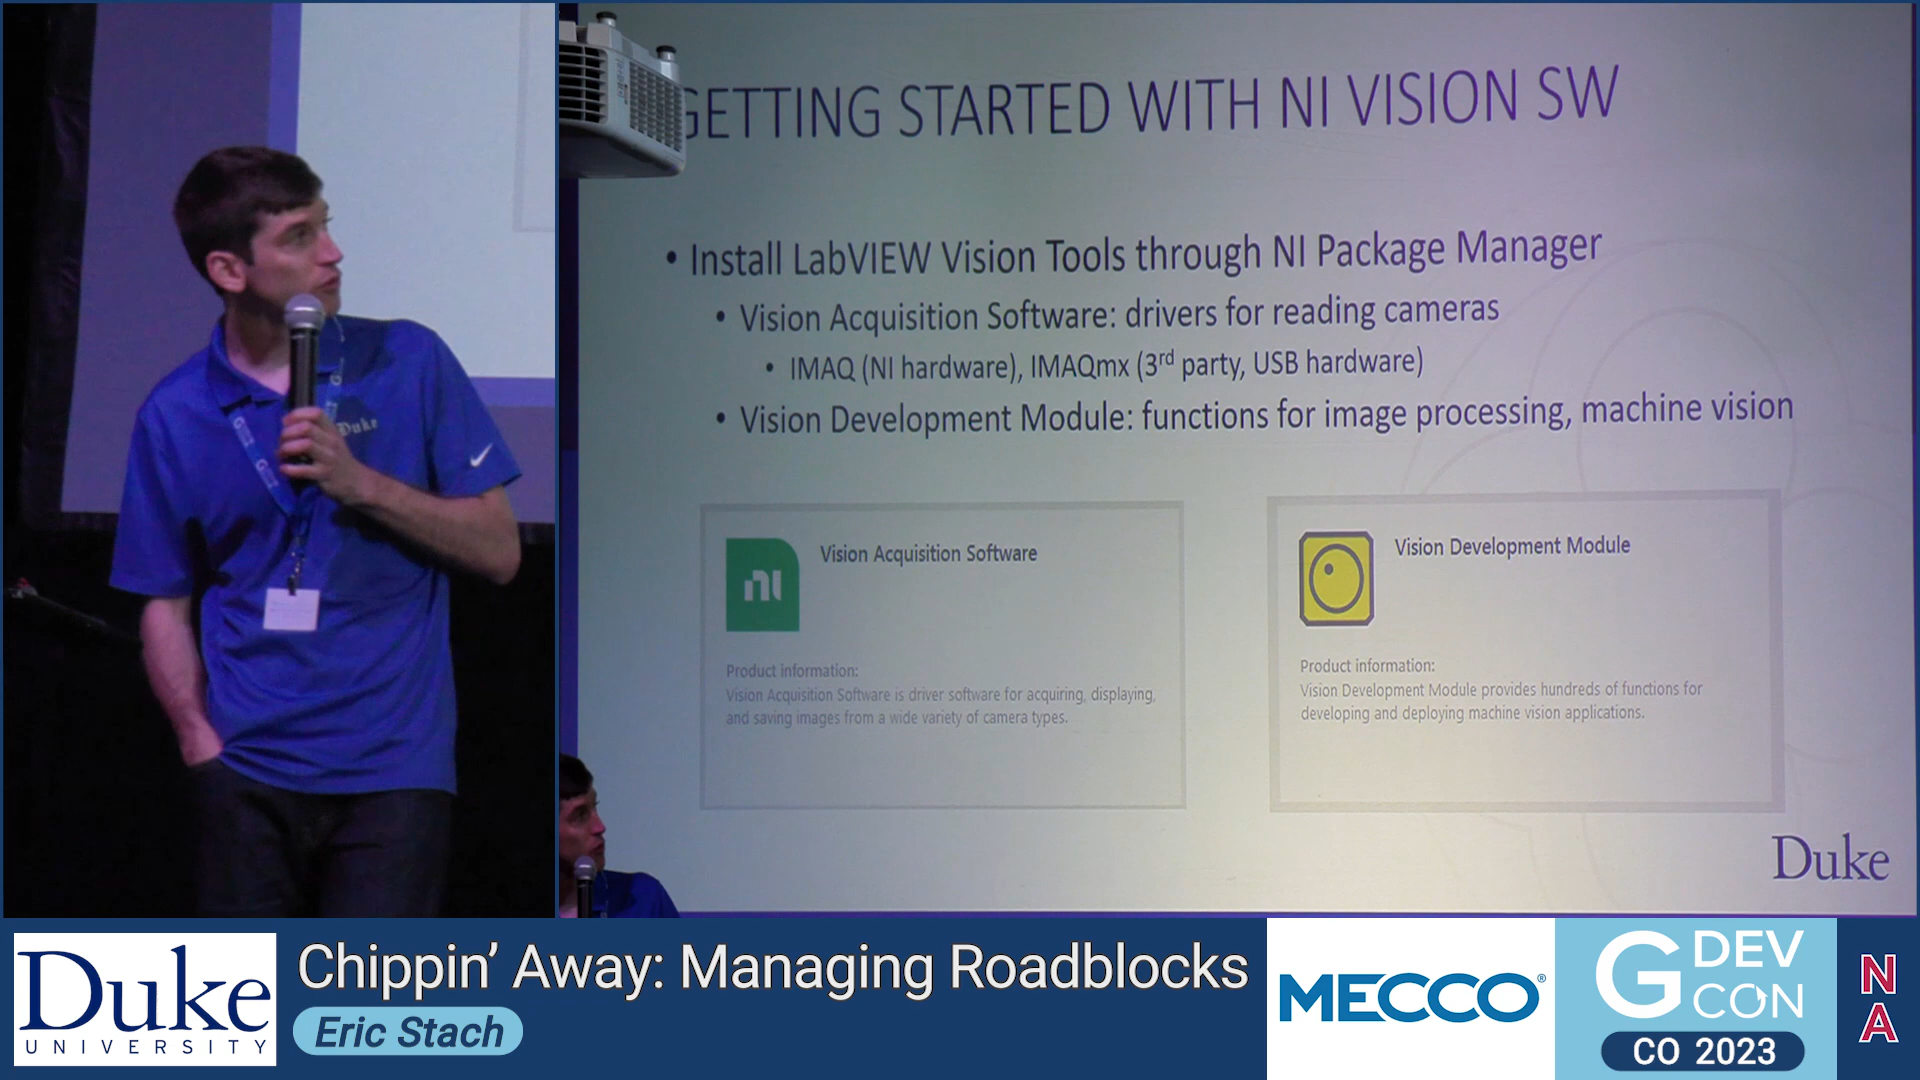 GETTING STARTED WITH NI VISION SW
• Install LabVIEW Vision Tools through NI Package Manager
• Vision Acquisition Software: drivers for reading cameras
• IMAQ (NI hardware), IMAQmx (3rd party, USB hardware)
• Vision Development Module: functions for image processing, machine vision
ni
Vision Acquisition Software
Product information:
Vision Acquisition Software is driver software for acquiring, displaying,
and saving images from a wide variety of camera types.
Vision Development Module
Product information:
Vision Development Module provides hundreds of functions for
developing and deploying machine vision applications.
Duke
Duke
Duke
UNIVERSITY
Chippin’ Away: Managing Roadblocks
Eric Stach
MECCO®
G DEV CON
CO 2023
NA